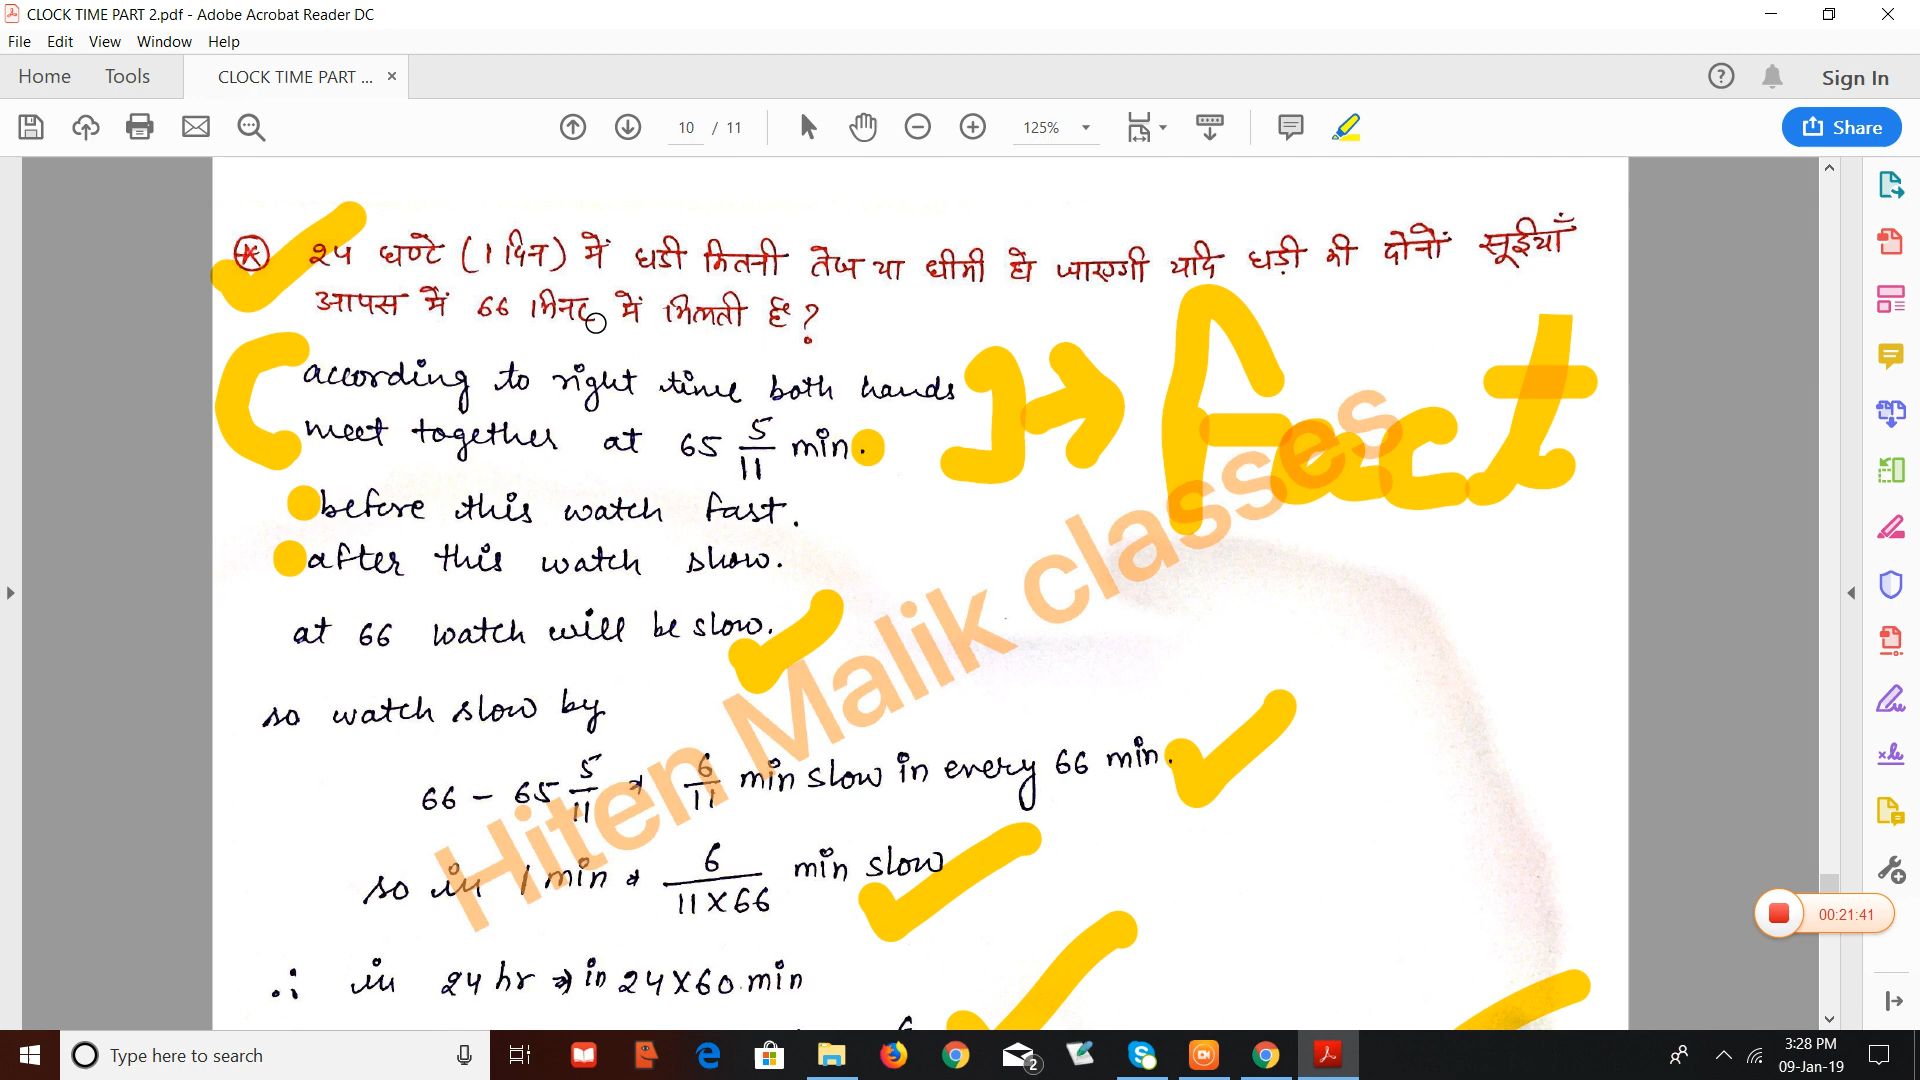 CLOCK TIME PART 2.pdf - Adobe Acrobat Reader DC
File Edit View Window Help
Home Tools CLOCK TIME PART ... × Sign In
10 / 11 125% Share
२५ घण्टे (1 दिन) में घडी कितनी तेज या धीमी हो जाएगी यदि घड़ी की दोनों सूईयाँ
आपस में 66 मिनट में मिलती हैं ?
according to right time both hands
meet together at 65 5/11 min.
Fact
before this watch fast.
after this watch slow.
at 66 watch will be slow.
so watch slow by
66 - 65 5/11 → 6/11 min slow in every 66 min.
so in 1 min → 6/(11 X 66) min slow
∴ in 24 hr → in 24 X 60 min
6
Hiten Malik classes
00:21:41
Type here to search
2
3:28 PM
09-Jan-19